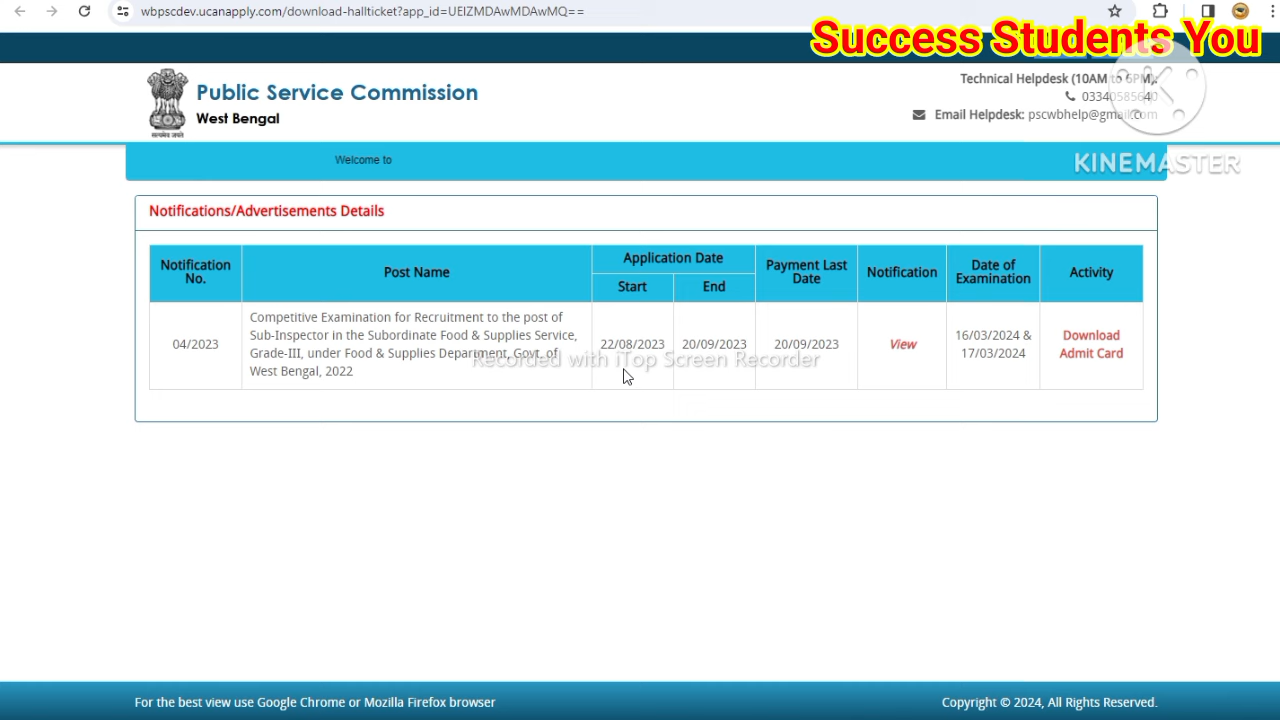 wbpscdev.ucanapply.com/download-hallticket?app_id=UEIZMDAwMDAwMQ==
Success Students You
Public Service Commission
West Bengal
सत्यमेव जयते
Technical Helpdesk (10AM to 6PM):
03340585640
Email Helpdesk: pscwbhelp@gmail.com
KINEMASTER
Welcome to
Notifications/Advertisements Details
Notification No.
Post Name
Application Date
Start
End
Payment Last Date
Notification
Date of Examination
Activity
04/2023
Competitive Examination for Recruitment to the post of
Sub-Inspector in the Subordinate Food & Supplies Service,
Grade-III, under Food & Supplies Department, Govt. of
West Bengal, 2022
22/08/2023
20/09/2023
20/09/2023
View
16/03/2024 &
17/03/2024
Download
Admit Card
Recorded with iTop Screen Recorder
For the best view use Google Chrome or Mozilla Firefox browser
Copyright © 2024, All Rights Reserved.